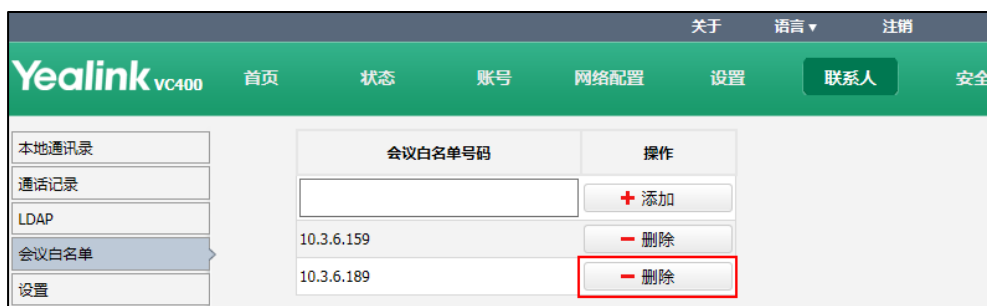 关于 语言▼ 注销
Yealink VC400 首页 状态 账号 网络配置 设置 联系人 安全
本地通讯录
通话记录
LDAP
会议白名单
设置
会议白名单号码 操作
+ 添加
10.3.6.159 − 删除
10.3.6.189 − 删除